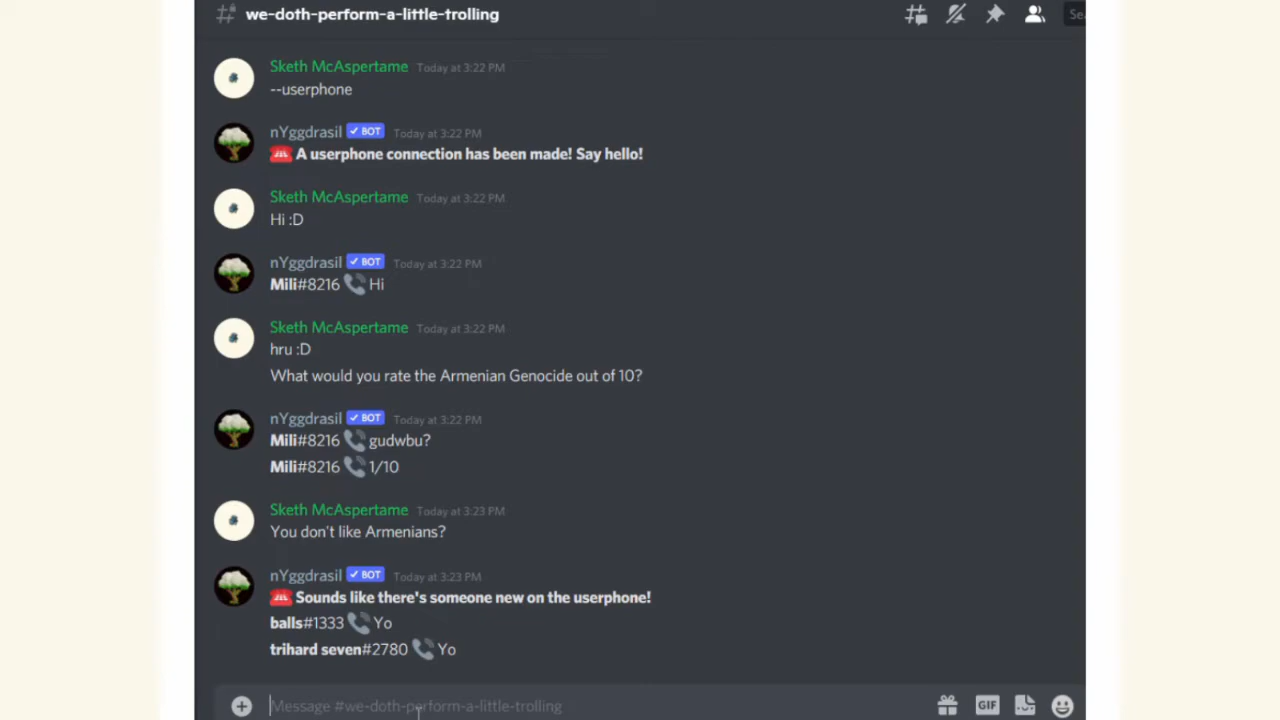 we-doth-perform-a-little-trolling
Sketh McAspertame Today at 3:22 PM
--userphone
nYggdrasil ✓ BOT Today at 3:22 PM
A userphone connection has been made! Say hello!
Sketh McAspertame Today at 3:22 PM
Hi :D
nYggdrasil ✓ BOT Today at 3:22 PM
Mili#8216 Hi
Sketh McAspertame Today at 3:22 PM
hru :D
What would you rate the Armenian Genocide out of 10?
nYggdrasil ✓ BOT Today at 3:22 PM
Mili#8216 gudwbu?
Mili#8216 1/10
Sketh McAspertame Today at 3:23 PM
You don't like Armenians?
nYggdrasil ✓ BOT Today at 3:23 PM
Sounds like there's someone new on the userphone!
balls#1333 Yo
trihard seven#2780 Yo
Message #we-doth-perform-a-little-trolling
GIF